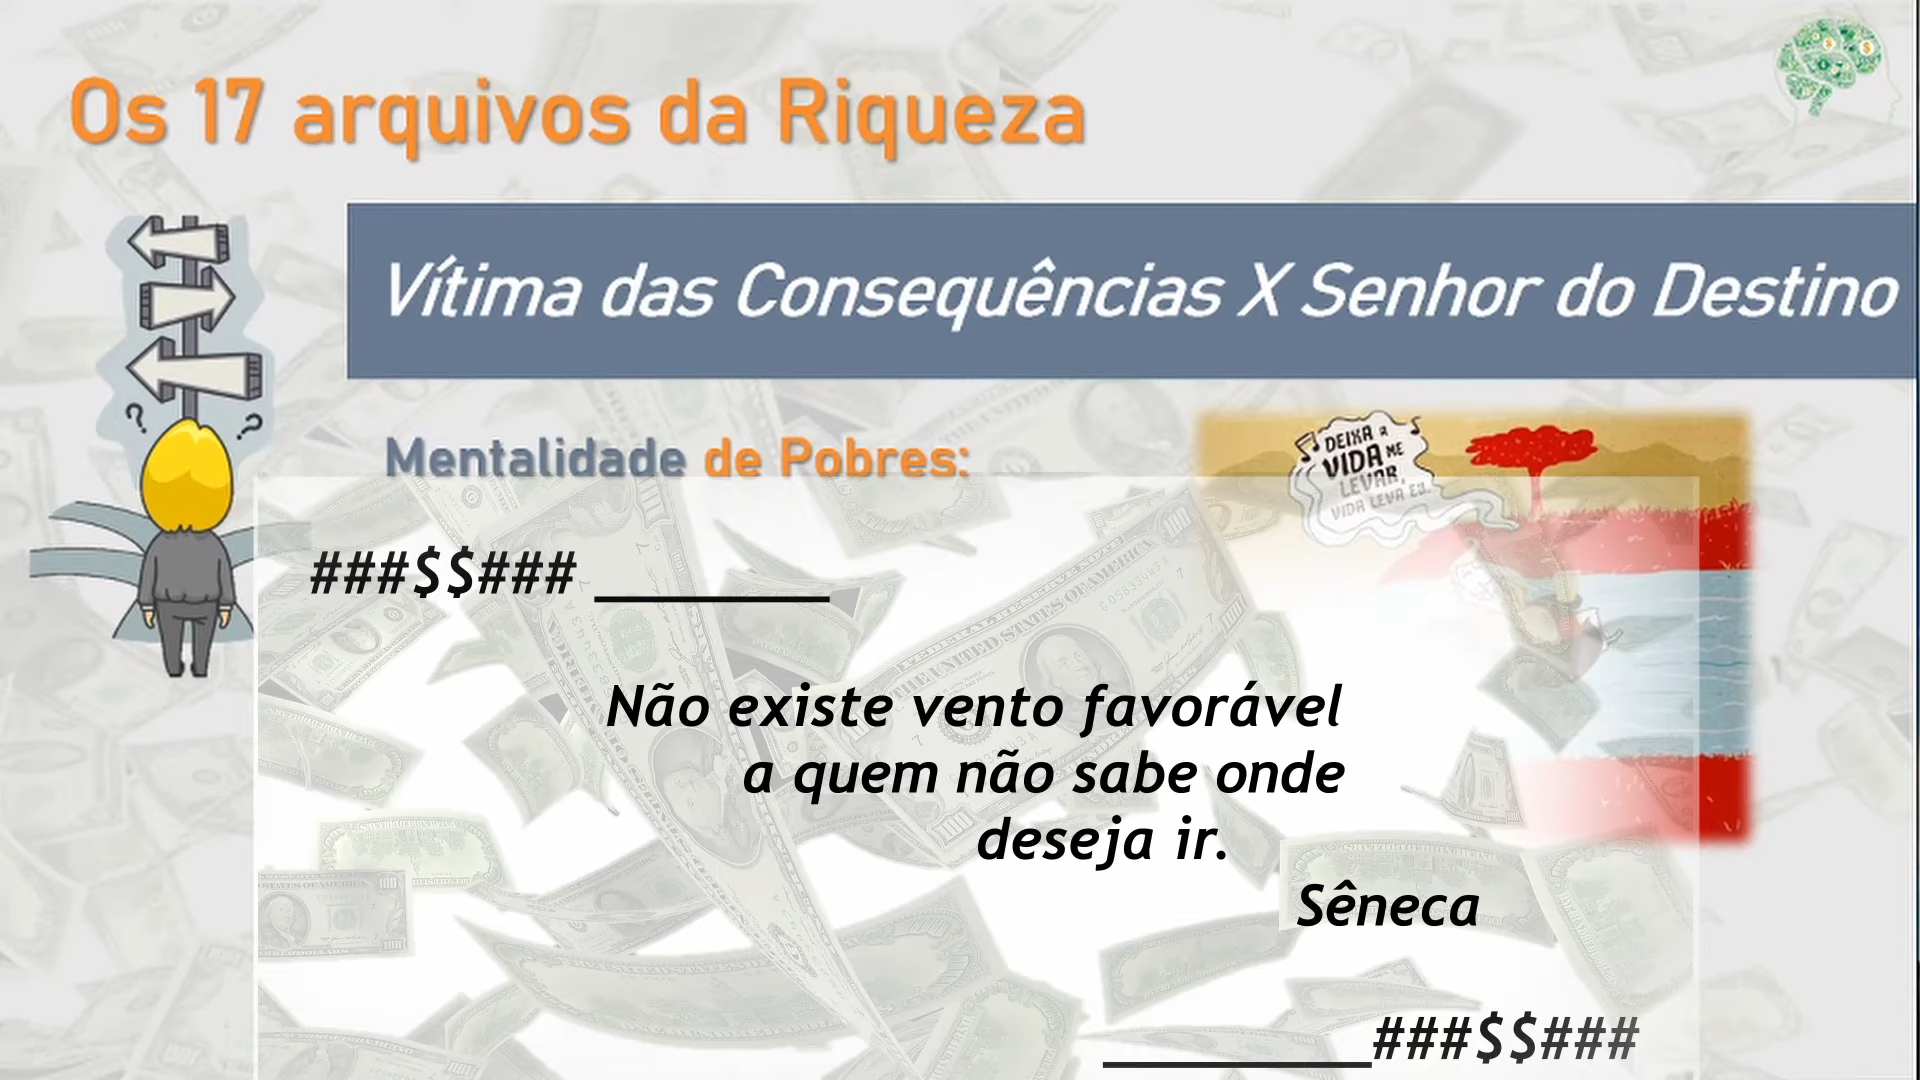 Os 17 arquivos da Riqueza
Vítima das Consequências X Senhor do Destino
Mentalidade de Pobres:
DEIXA A
VIDA ME
LEVAR,
VIDA LEVA EU.
###$$### _______
Não existe vento favorável
a quem não sabe onde
deseja ir.
Sêneca
________###$$###